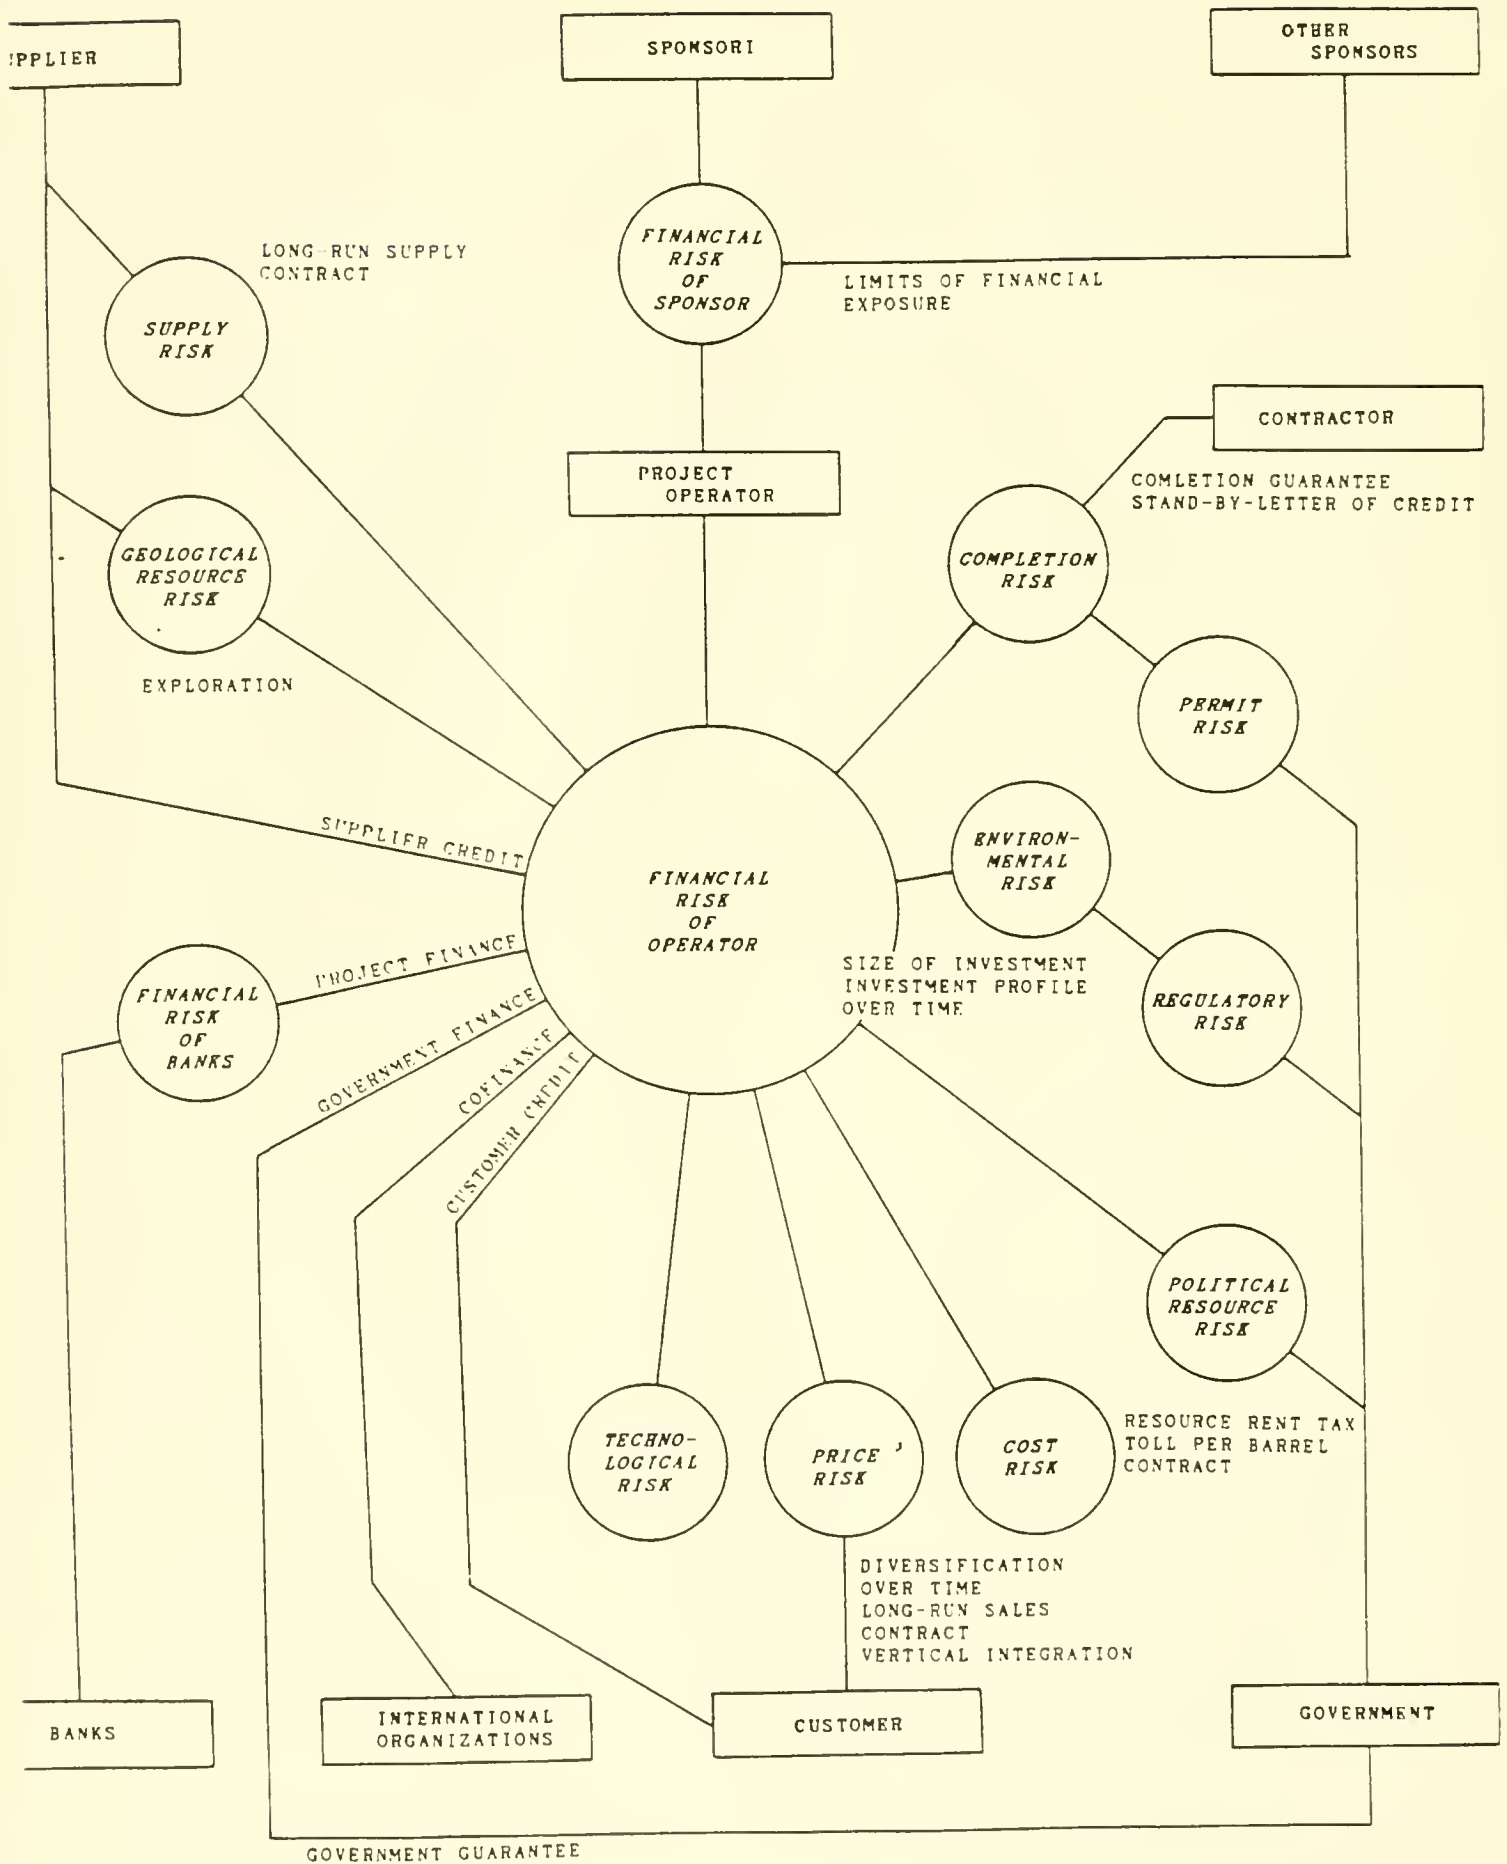 UPPLIER
SPONSORI
OTHER
SPONSORS
FINANCIAL
RISK
OF
SPONSOR
LONG-RUN SUPPLY
CONTRACT
LIMITS OF FINANCIAL
EXPOSURE
SUPPLY
RISK
CONTRACTOR
PROJECT
OPERATOR
COMLETION GUARANTEE
STAND-BY-LETTER OF CREDIT
GEOLOGICAL
RESOURCE
RISK
COMPLETION
RISK
EXPLORATION
PERMIT
RISK
SUPPLIER CREDIT
ENVIRON-
MENTAL
RISK
FINANCIAL
RISK
OF
OPERATOR
PROJECT FINANCE
SIZE OF INVESTMENT
INVESTMENT PROFILE
OVER TIME
FINANCIAL
RISK
OF
BANKS
REGULATORY
RISK
GOVERNMENT FINANCE
COFINANCE
CUSTOMER CREDIT
POLITICAL
RESOURCE
RISK
TECHNO-
LOGICAL
RISK
PRICE
RISK
COST
RISK
RESOURCE RENT TAX
TOLL PER BARREL
CONTRACT
DIVERSIFICATION
OVER TIME
LONG-RUN SALES
CONTRACT
VERTICAL INTEGRATION
BANKS
INTERNATIONAL
ORGANIZATIONS
CUSTOMER
GOVERNMENT
GOVERNMENT GUARANTEE